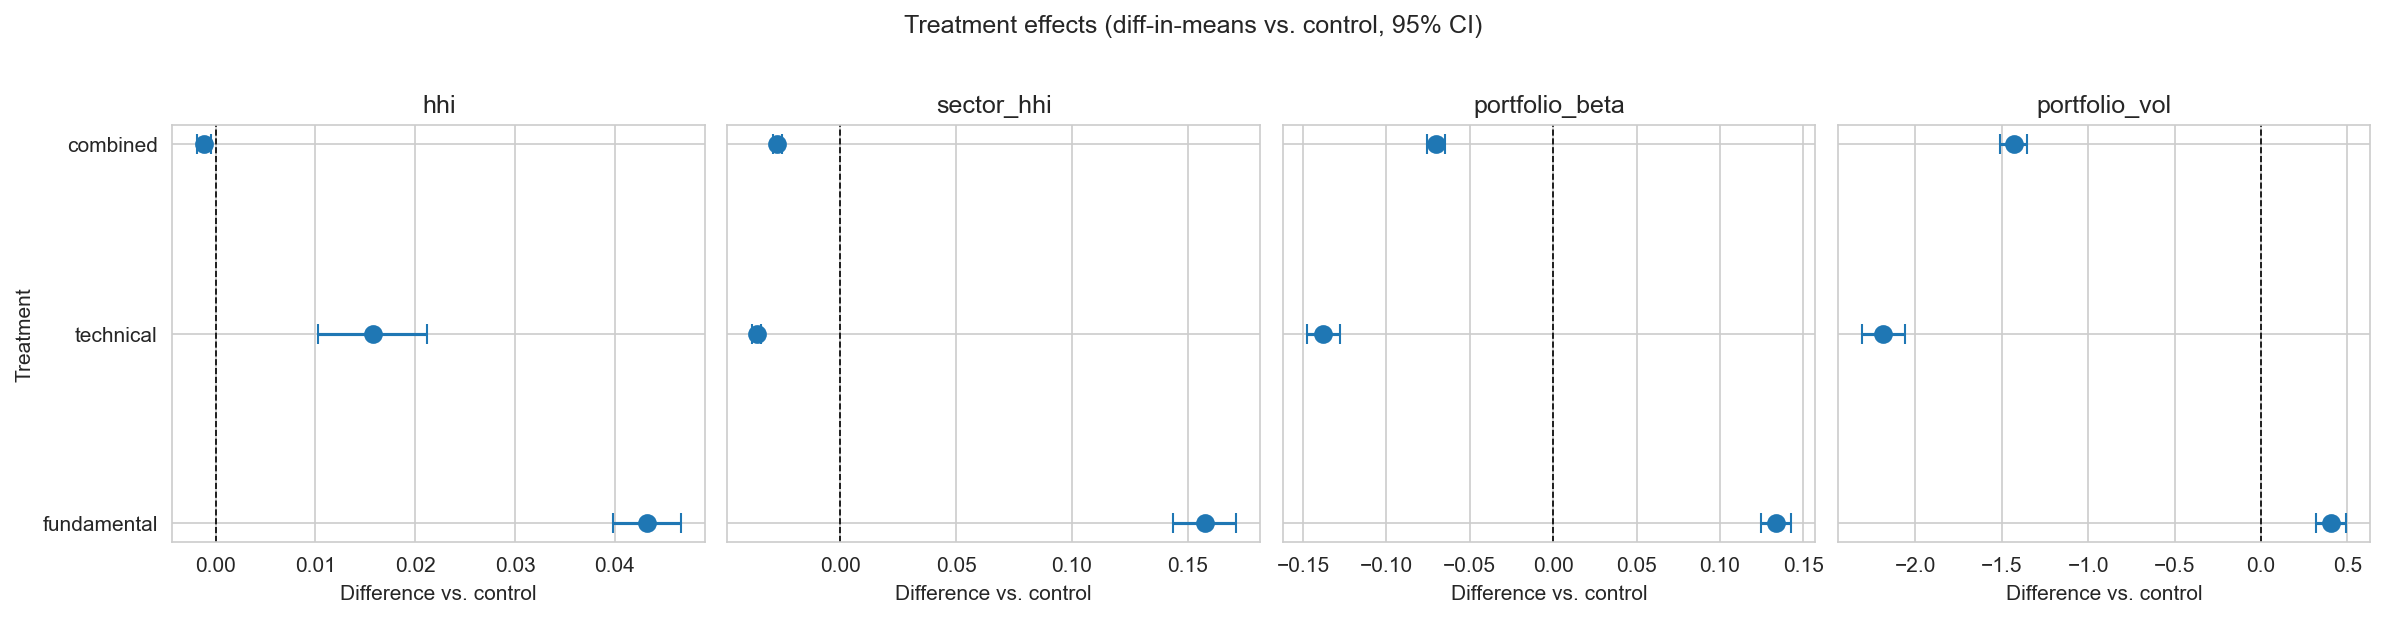 Treatment effects (diff-in-means vs. control, 95% CI)
hhi
sector_hhi
portfolio_beta
portfolio_vol
Treatment
combined
technical
fundamental
0.00 0.01 0.02 0.03 0.04
0.00 0.05 0.10 0.15
−0.15 −0.10 −0.05 0.00 0.05 0.10 0.15
−2.0 −1.5 −1.0 −0.5 0.0 0.5
Difference vs. control
Difference vs. control
Difference vs. control
Difference vs. control